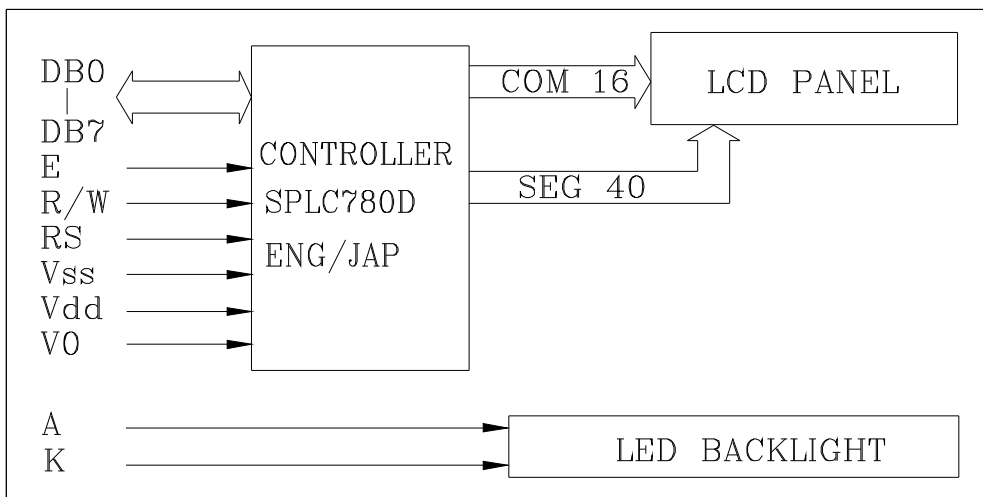 DB0
|
DB7
E
R/W
RS
Vss
Vdd
V0
CONTROLLER
SPLC780D
ENG/JAP
COM 16
SEG 40
LCD PANEL
A
K
LED BACKLIGHT